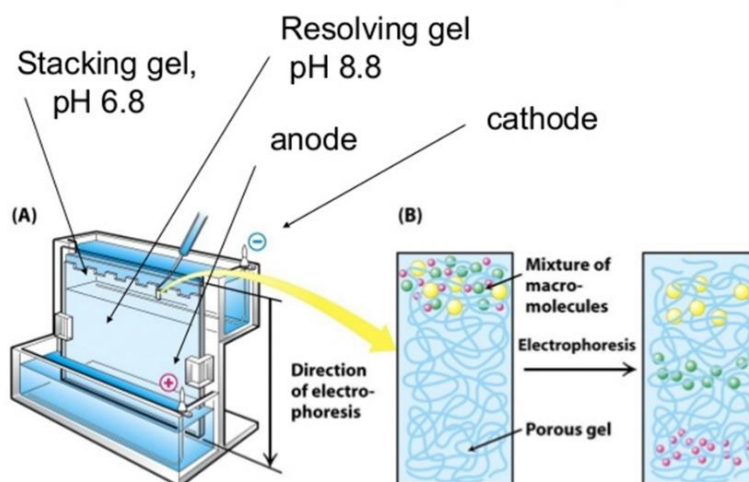 Stacking gel,
pH 6.8
Resolving gel
pH 8.8
anode
cathode
(A)
−
+
Direction
of electro-
phoresis
(B)
Mixture of
macro-
molecules
Electrophoresis
Porous gel